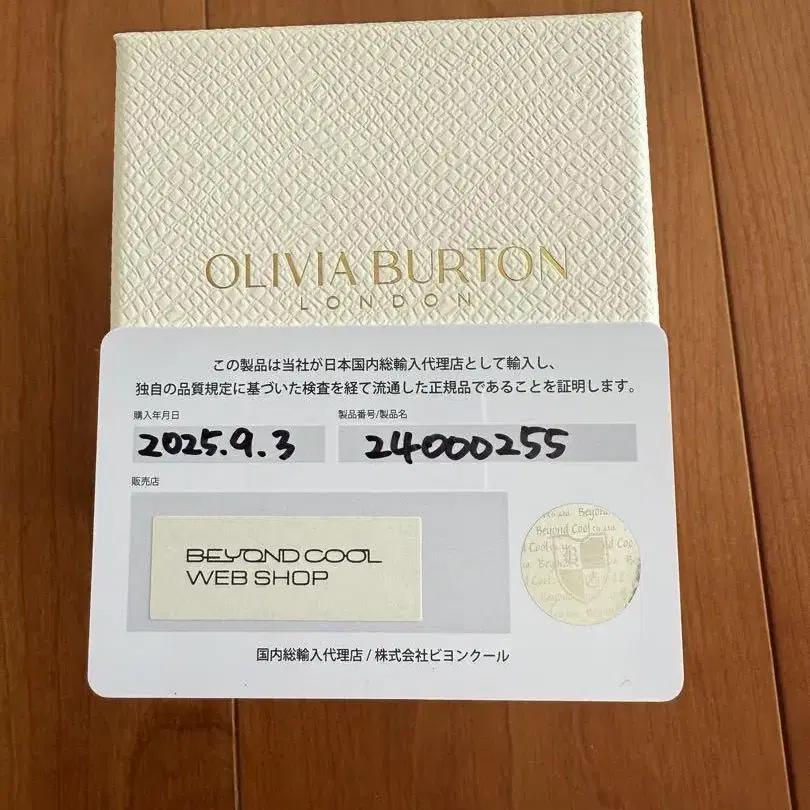 OLIVIA BURTON
LONDON
この製品は当社が日本国内総輸入代理店として輸入し、
独自の品質規定に基づいた検査を経て流通した正規品であることを証明します。
購入年月日 製品番号/製品名
2025.9.3 24000255
販売店
BEYOND COOL
WEB SHOP
Beyond
Beyond Cool
国内総輸入代理店 / 株式会社ビヨンクール